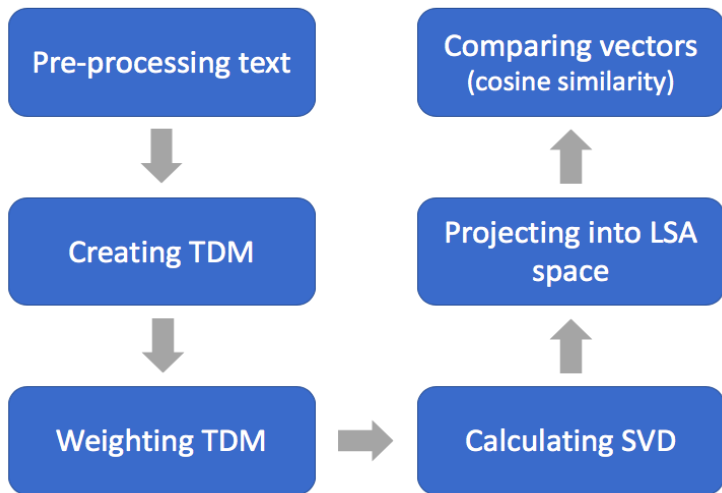 Pre-processing text
Creating TDM
Weighting TDM
Calculating SVD
Projecting into LSA
space
Comparing vectors
(cosine similarity)